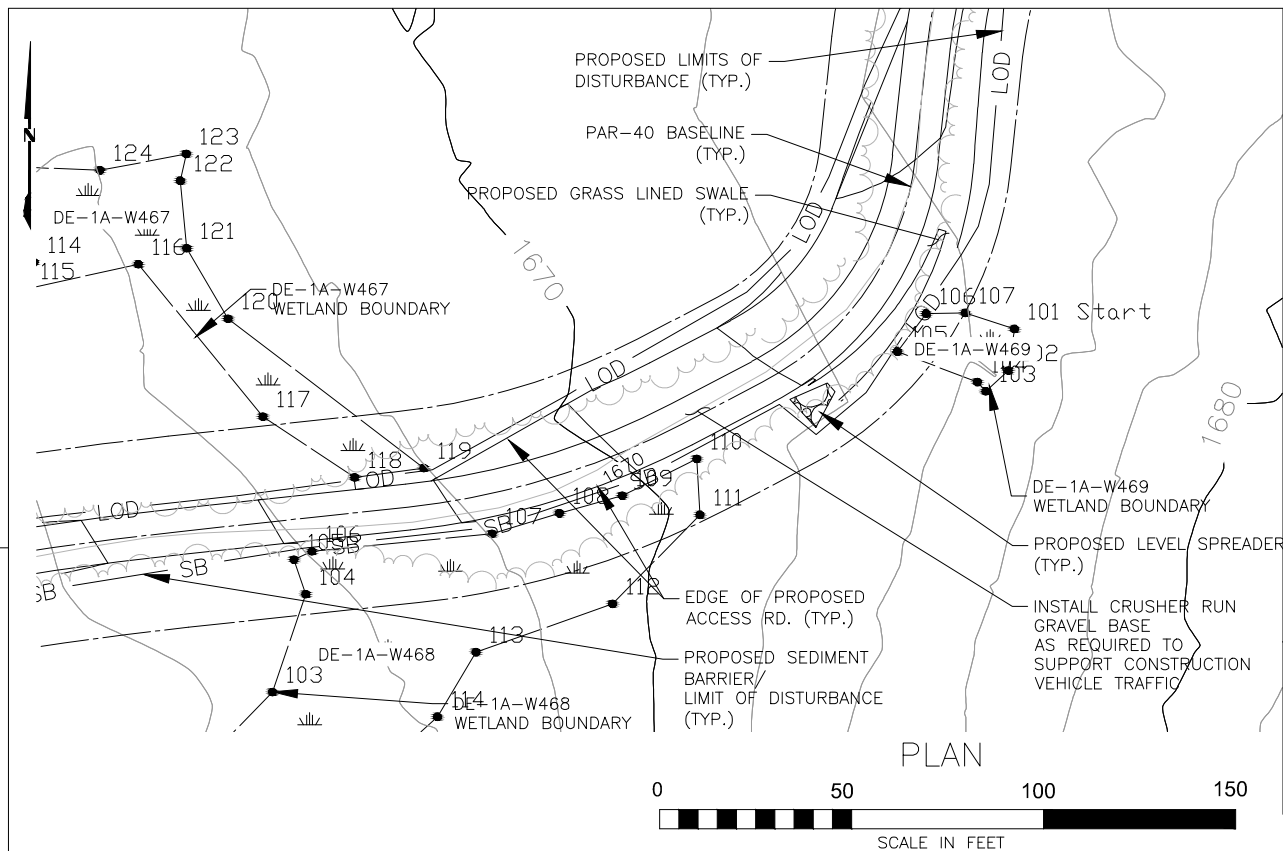 PROPOSED LIMITS OF
DISTURBANCE (TYP.)
LOD
PAR-40 BASELINE
(TYP.)
PROPOSED GRASS LINED SWALE
(TYP.)
N
124
123
122
DE-1A-W467
121
114
115
116
120
DE-1A-W467
WETLAND BOUNDARY
1670
LOD
106
107
101 Start
105
DE-1A-W469
103
LOD
117
118
119
LOD
110
1680
LOD
1670
SB
109
108
107
SB
111
DE-1A-W469
WETLAND BOUNDARY
106
105
SB
SB
SB
104
PROPOSED LEVEL SPREADER
(TYP.)
112
EDGE OF PROPOSED
ACCESS RD. (TYP.)
INSTALL CRUSHER RUN
GRAVEL BASE
AS REQUIRED TO
SUPPORT CONSTRUCTION
VEHICLE TRAFFIC
113
DE-1A-W468
PROPOSED SEDIMENT
BARRIER/
LIMIT OF DISTURBANCE
(TYP.)
103
114
DE-1A-W468
WETLAND BOUNDARY
PLAN
0 50 100 150
SCALE IN FEET